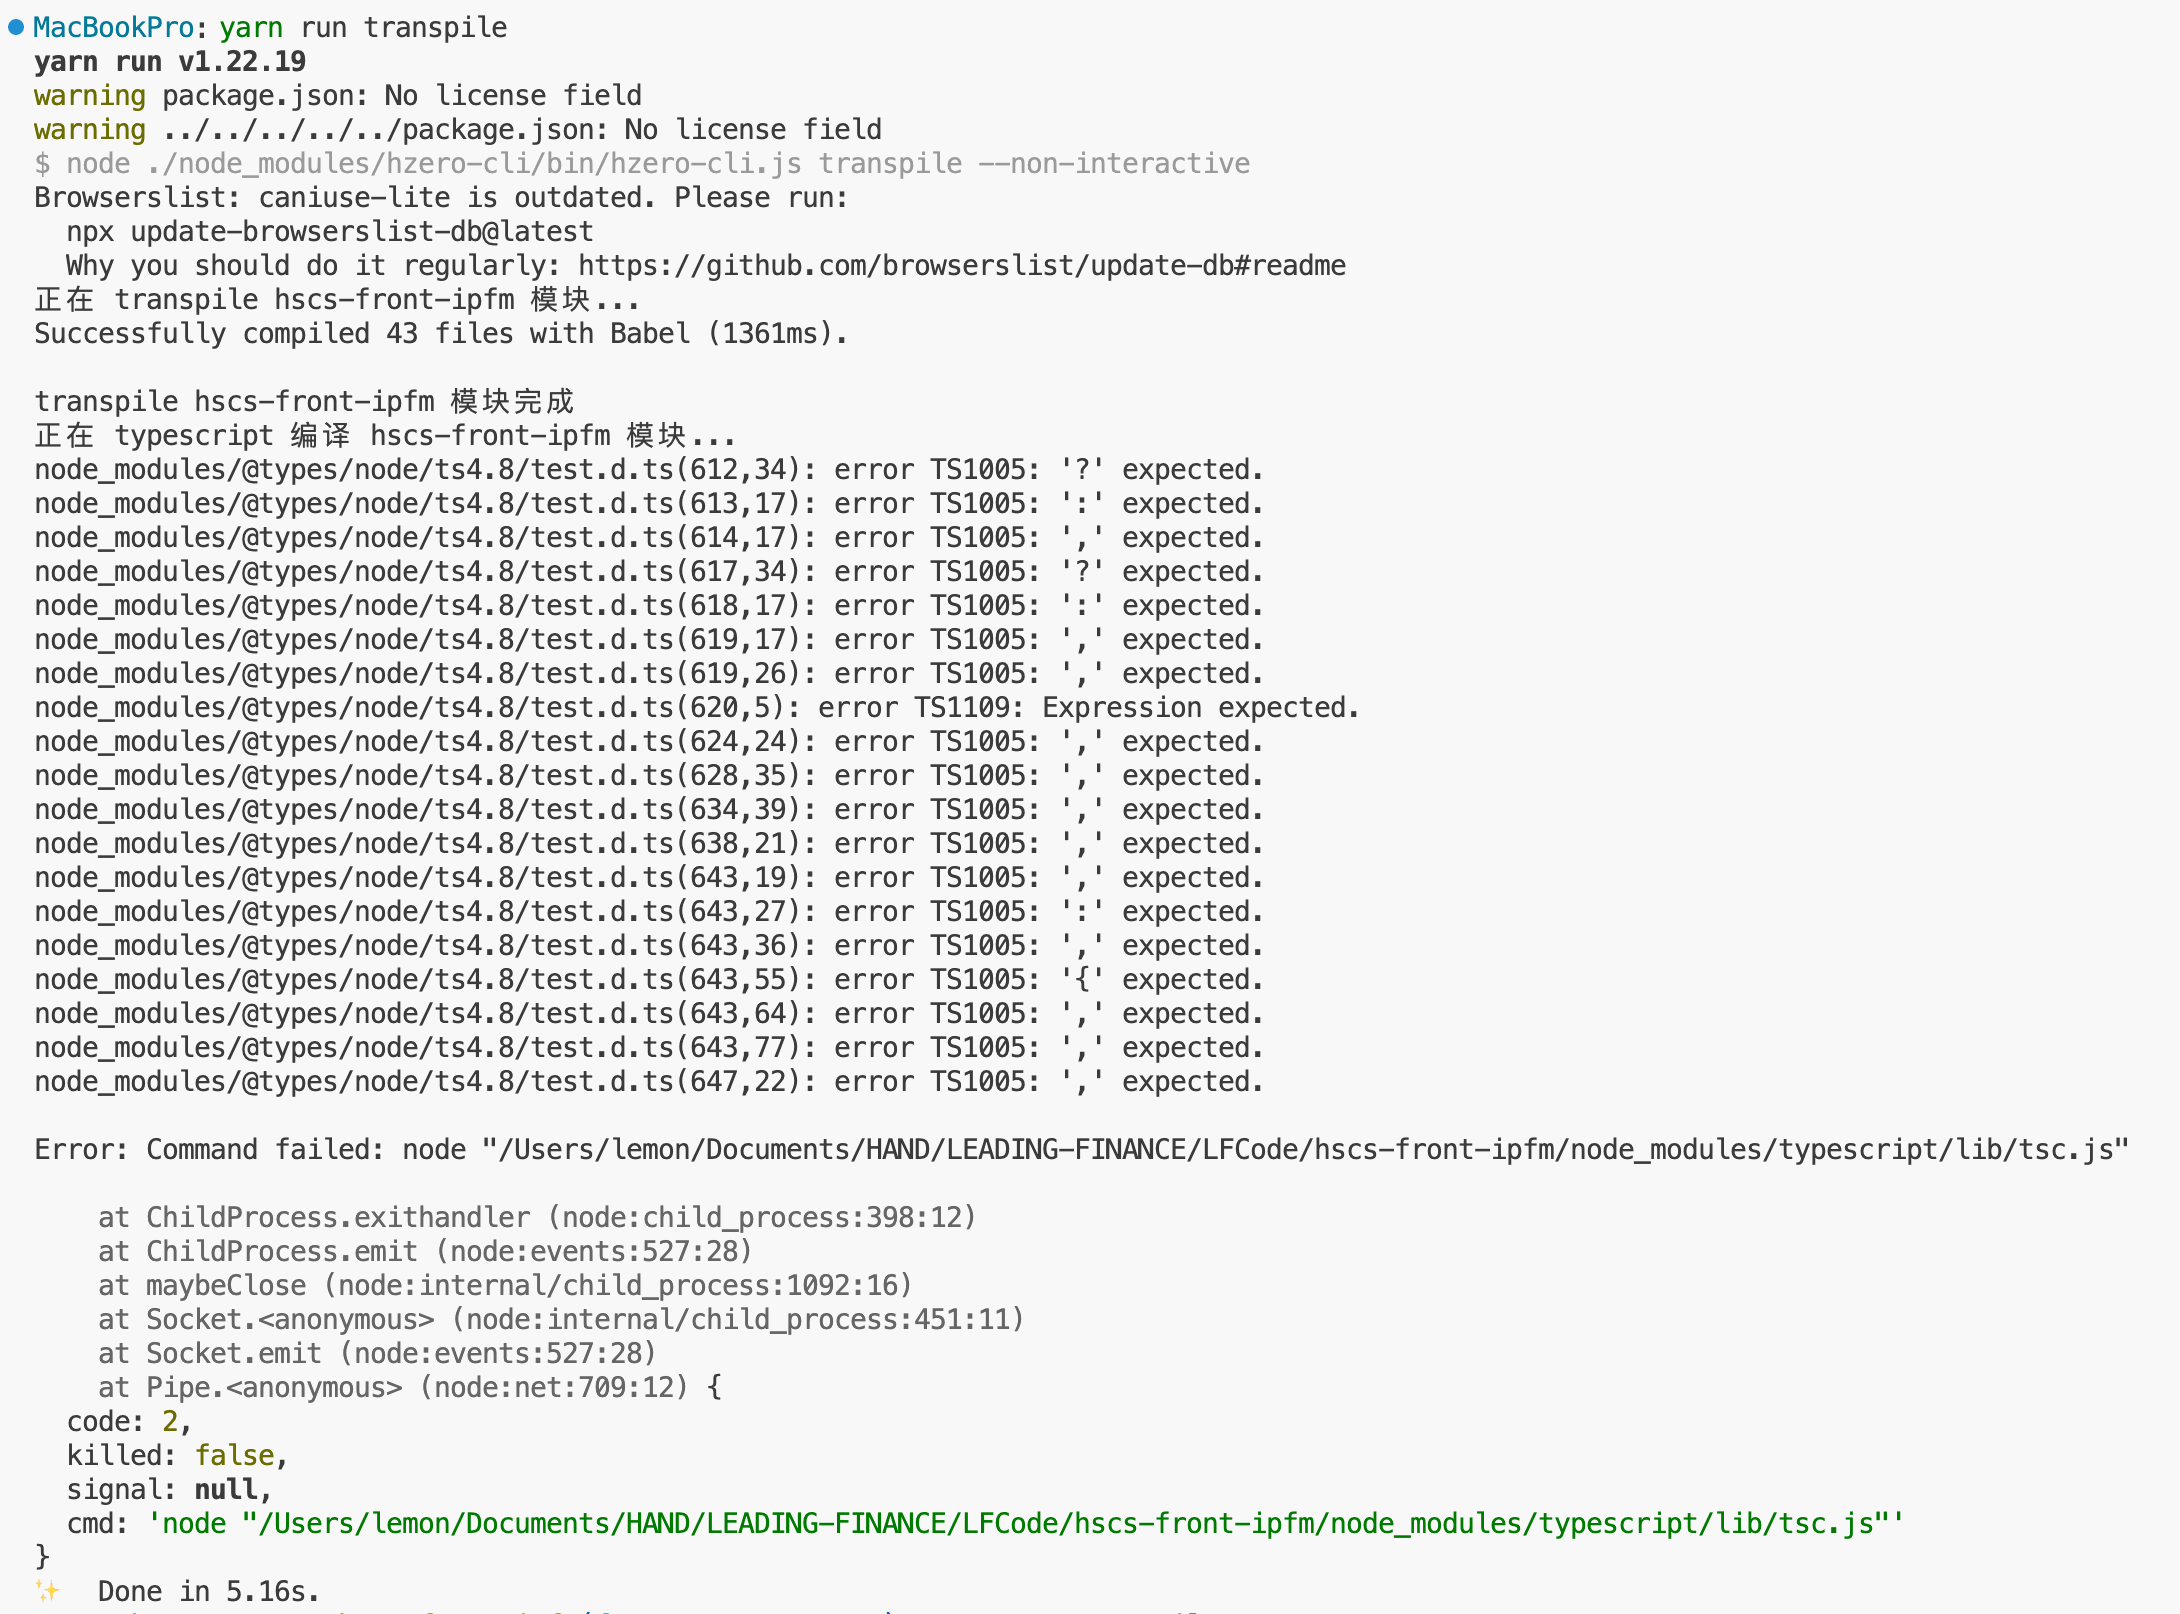 MacBookPro: yarn run transpile
yarn run v1.22.19
warning package.json: No license field
warning ../../../../../package.json: No license field
$ node ./node_modules/hzero-cli/bin/hzero-cli.js transpile --non-interactive
Browserslist: caniuse-lite is outdated. Please run:
  npx update-browserslist-db@latest
  Why you should do it regularly: https://github.com/browserslist/update-db#readme
正在 transpile hscs-front-ipfm 模块...
Successfully compiled 43 files with Babel (1361ms).

transpile hscs-front-ipfm 模块完成
正在 typescript 编译 hscs-front-ipfm 模块...
node_modules/@types/node/ts4.8/test.d.ts(612,34): error TS1005: '?' expected.
node_modules/@types/node/ts4.8/test.d.ts(613,17): error TS1005: ':' expected.
node_modules/@types/node/ts4.8/test.d.ts(614,17): error TS1005: ',' expected.
node_modules/@types/node/ts4.8/test.d.ts(617,34): error TS1005: '?' expected.
node_modules/@types/node/ts4.8/test.d.ts(618,17): error TS1005: ':' expected.
node_modules/@types/node/ts4.8/test.d.ts(619,17): error TS1005: ',' expected.
node_modules/@types/node/ts4.8/test.d.ts(619,26): error TS1005: ',' expected.
node_modules/@types/node/ts4.8/test.d.ts(620,5): error TS1109: Expression expected.
node_modules/@types/node/ts4.8/test.d.ts(624,24): error TS1005: ',' expected.
node_modules/@types/node/ts4.8/test.d.ts(628,35): error TS1005: ',' expected.
node_modules/@types/node/ts4.8/test.d.ts(634,39): error TS1005: ',' expected.
node_modules/@types/node/ts4.8/test.d.ts(638,21): error TS1005: ',' expected.
node_modules/@types/node/ts4.8/test.d.ts(643,19): error TS1005: ',' expected.
node_modules/@types/node/ts4.8/test.d.ts(643,27): error TS1005: ':' expected.
node_modules/@types/node/ts4.8/test.d.ts(643,36): error TS1005: ',' expected.
node_modules/@types/node/ts4.8/test.d.ts(643,55): error TS1005: '{' expected.
node_modules/@types/node/ts4.8/test.d.ts(643,64): error TS1005: ',' expected.
node_modules/@types/node/ts4.8/test.d.ts(643,77): error TS1005: ',' expected.
node_modules/@types/node/ts4.8/test.d.ts(647,22): error TS1005: ',' expected.

Error: Command failed: node "/Users/lemon/Documents/HAND/LEADING-FINANCE/LFCode/hscs-front-ipfm/node_modules/typescript/lib/tsc.js"

    at ChildProcess.exithandler (node:child_process:398:12)
    at ChildProcess.emit (node:events:527:28)
    at maybeClose (node:internal/child_process:1092:16)
    at Socket.<anonymous> (node:internal/child_process:451:11)
    at Socket.emit (node:events:527:28)
    at Pipe.<anonymous> (node:net:709:12) {
  code: 2,
  killed: false,
  signal: null,
  cmd: 'node "/Users/lemon/Documents/HAND/LEADING-FINANCE/LFCode/hscs-front-ipfm/node_modules/typescript/lib/tsc.js"'
}
✨  Done in 5.16s.